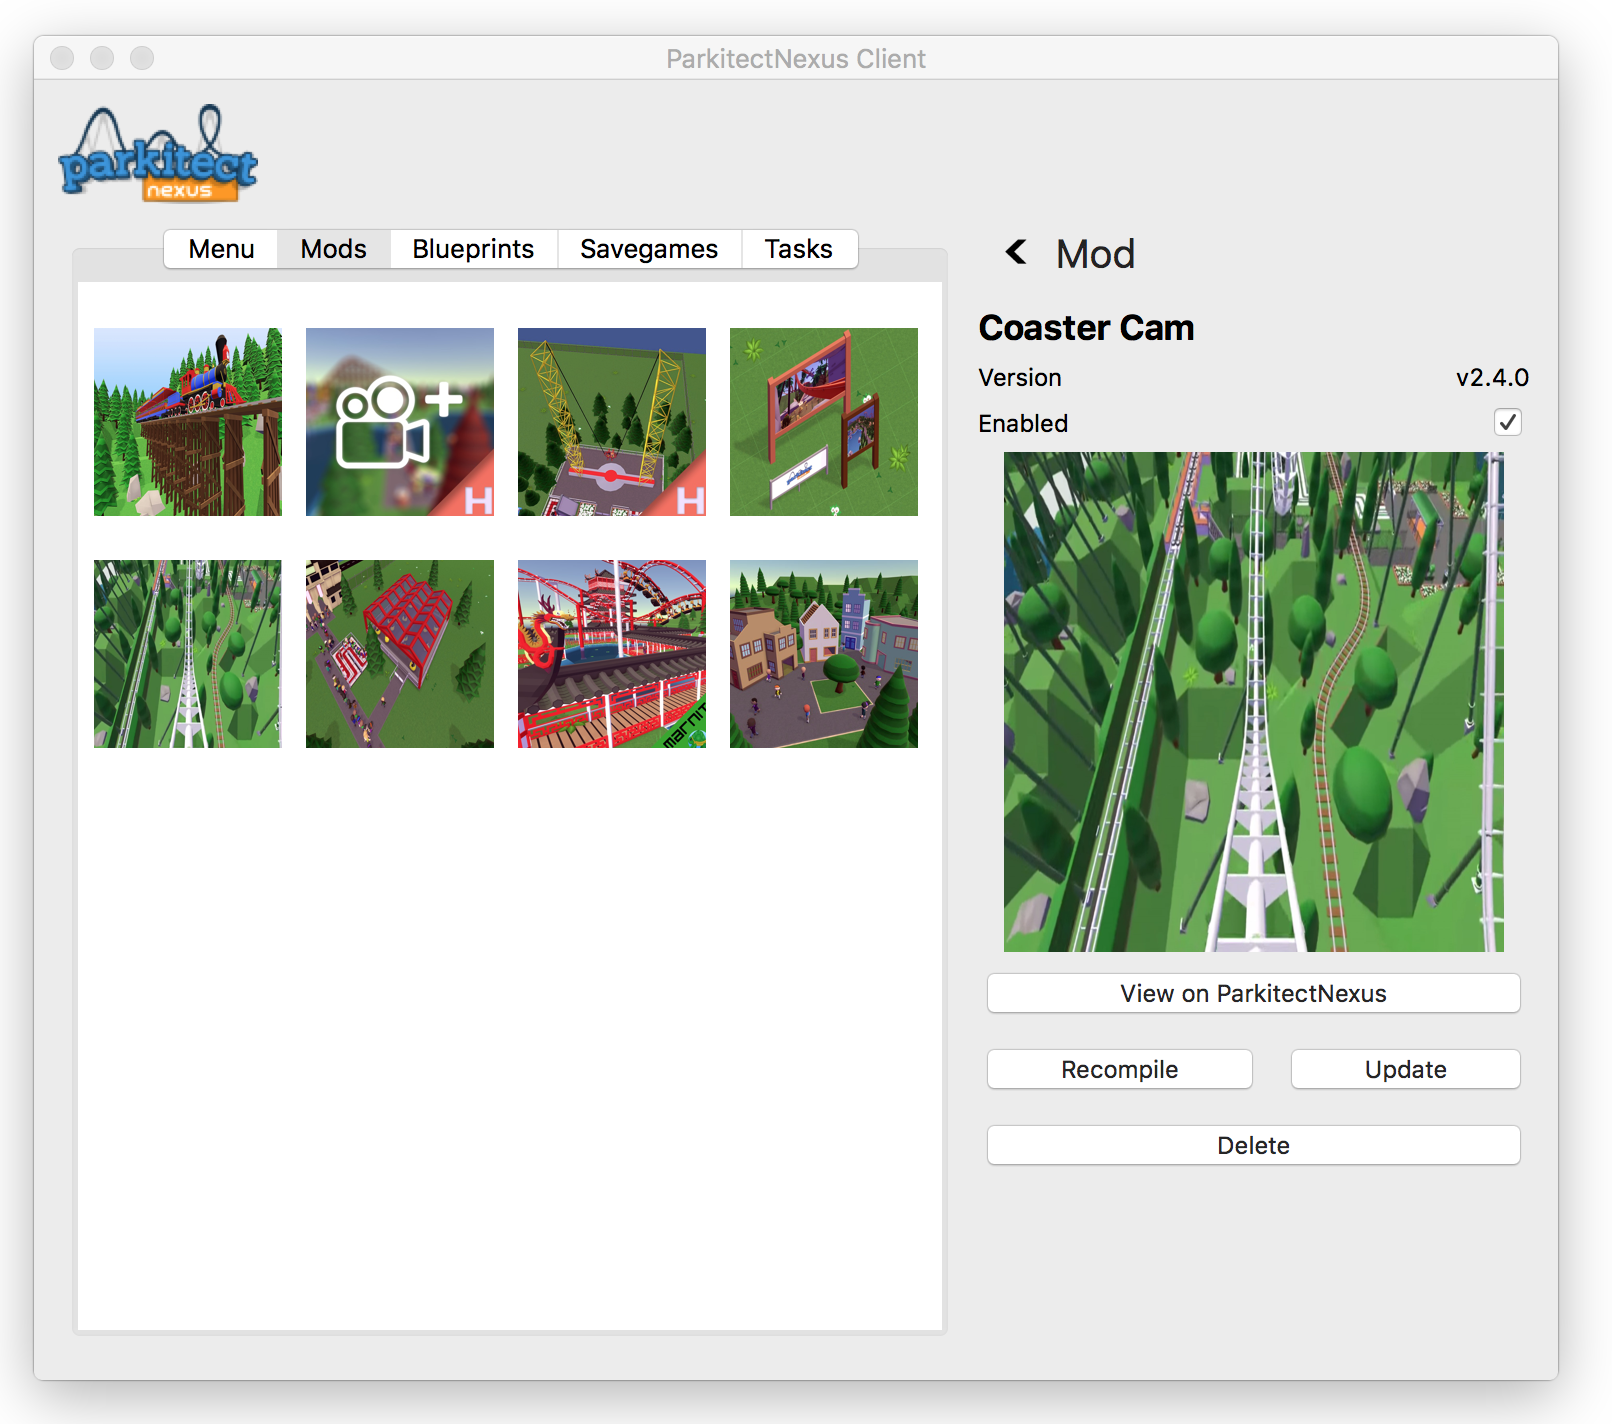 ParkitectNexus Client
parkitect
nexus
Menu Mods Blueprints Savegames Tasks
Mod
Coaster Cam
Version v2.4.0
Enabled
H
H
View on ParkitectNexus
Recompile Update
Delete